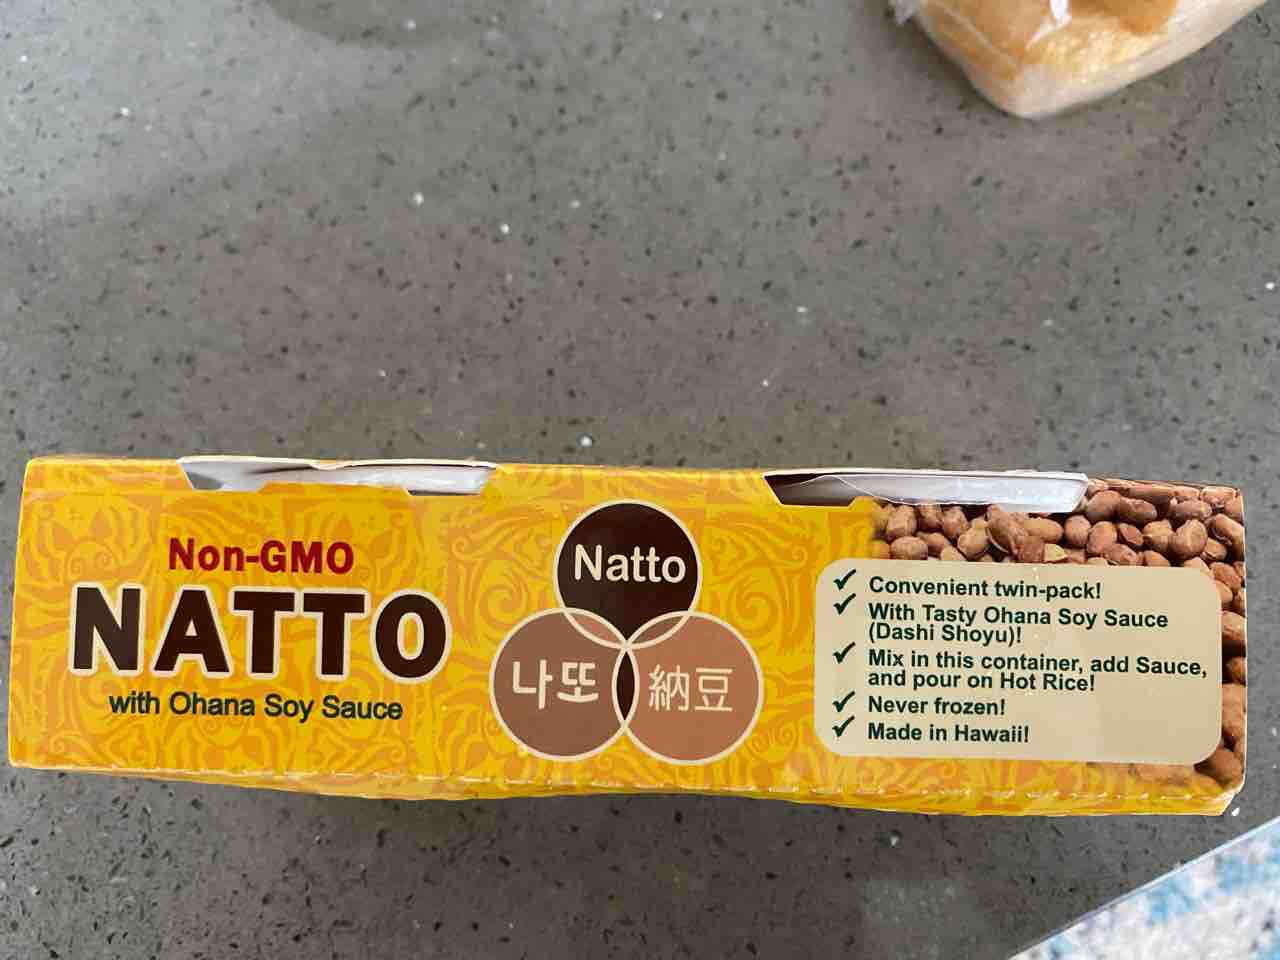 Non-GMO
NATTO
with Ohana Soy Sauce
Natto
나또
納豆
✓ Convenient twin-pack!
✓ With Tasty Ohana Soy Sauce
(Dashi Shoyu)!
✓ Mix in this container, add Sauce,
and pour on Hot Rice!
✓ Never frozen!
✓ Made in Hawaii!